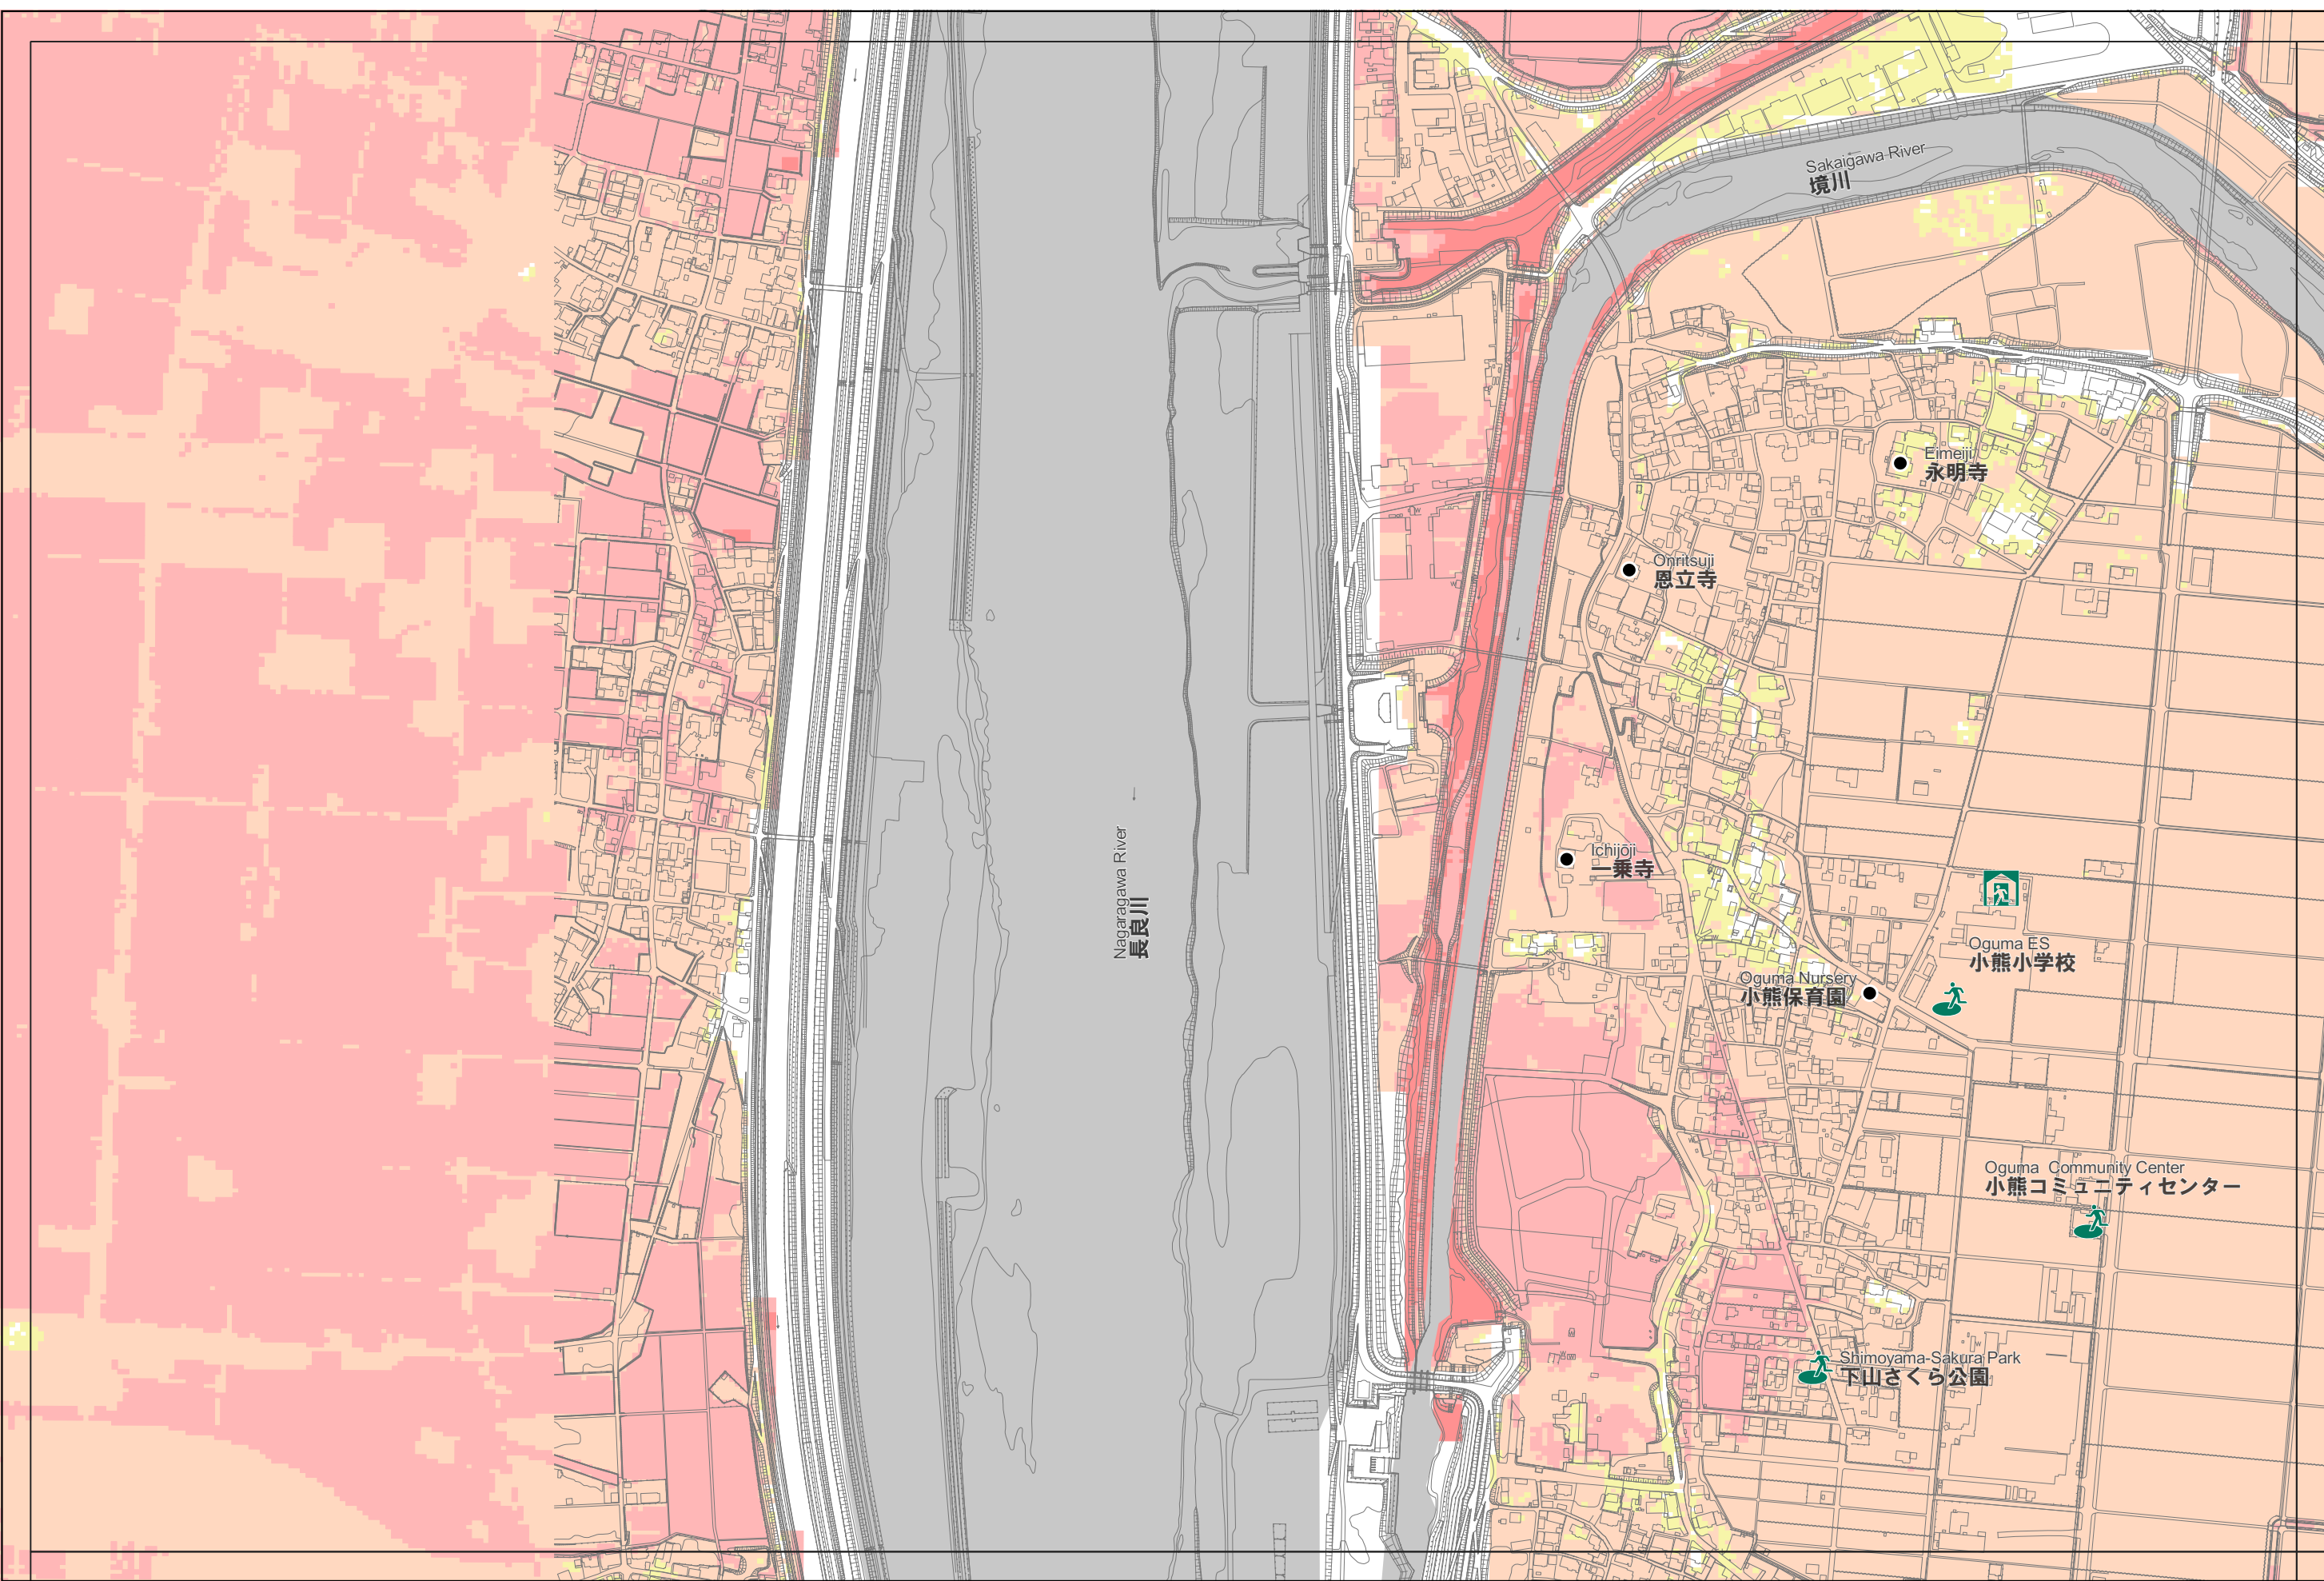 Sakaigawa River
境川
Eimeiji
永明寺
Onritsuji
恩立寺
Nagaragawa River
長良川
Ichijōji
一乗寺
Oguma ES
小熊小学校
Oguma Nursery
小熊保育園
Oguma Community Center
小熊コミュニティセンター
Shimoyama-Sakura Park
下山さくら公園